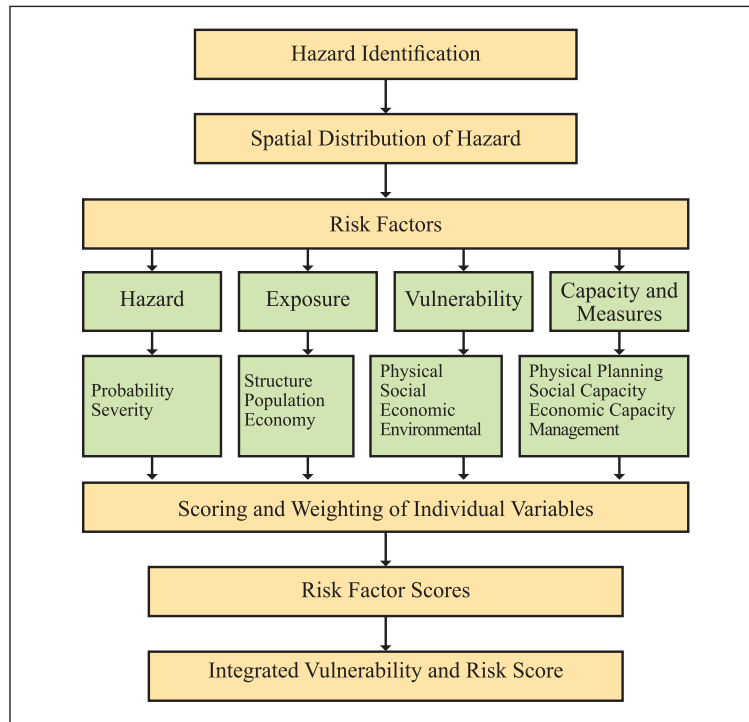 Hazard Identification
Spatial Distribution of Hazard
Risk Factors
Hazard
Exposure
Vulnerability
Capacity and
Measures
Probability
Severity
Structure
Population
Economy
Physical
Social
Economic
Environmental
Physical Planning
Social Capacity
Economic Capacity
Management
Scoring and Weighting of Individual Variables
Risk Factor Scores
Integrated Vulnerability and Risk Score